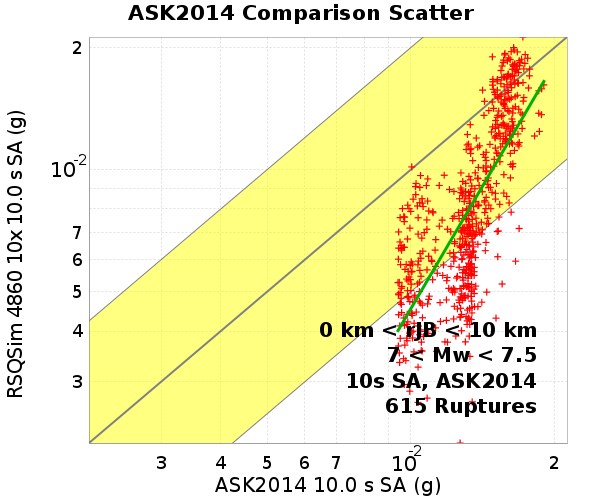 ASK2014 Comparison Scatter
RSQSim 4860 10x 10.0 s SA (g)
2
10-2
7
6
5
4
3
0 km < rJB < 10 km
7 < Mw < 7.5
10s SA, ASK2014
615 Ruptures
3 4 5 6 7 10-2 2
ASK2014 10.0 s SA (g)